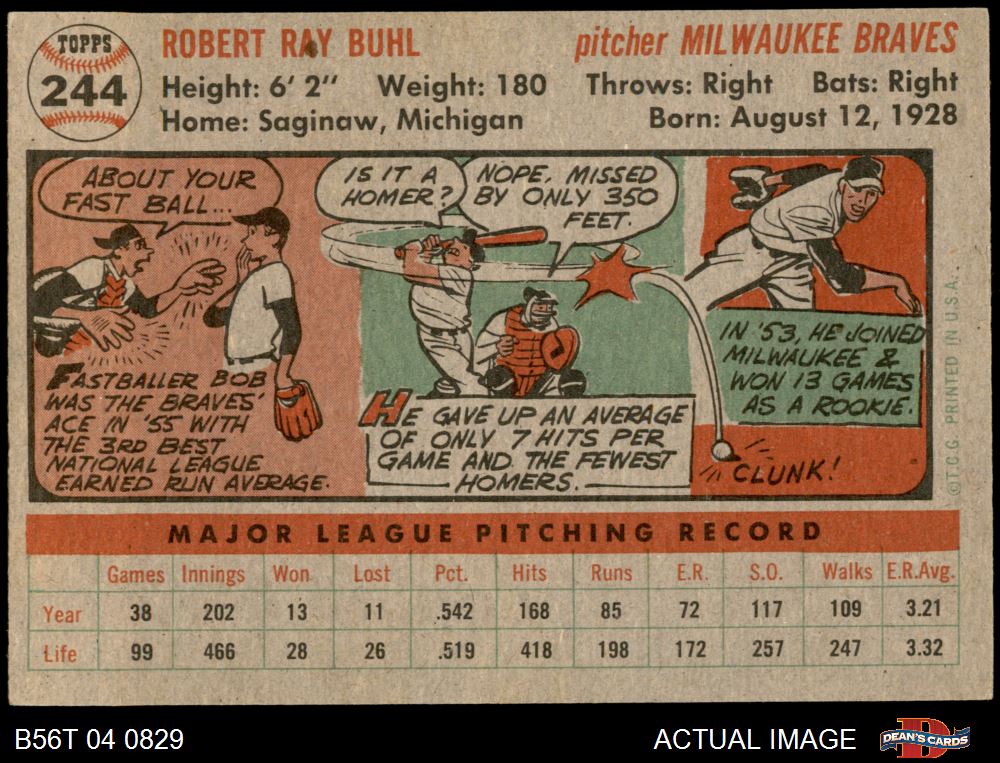 TOPPS
244
ROBERT RAY BUHL
pitcher MILWAUKEE BRAVES
Height: 6' 2" Weight: 180 Throws: Right Bats: Right
Home: Saginaw, Michigan Born: August 12, 1928
ABOUT YOUR
FAST BALL...
FASTBALLER BOB
WAS THE BRAVES'
ACE IN '55 WITH
THE 3RD BEST
NATIONAL LEAGUE
EARNED RUN AVERAGE.
IS IT A
HOMER?
NOPE, MISSED
BY ONLY 350
FEET.
HE GAVE UP AN AVERAGE
OF ONLY 7 HITS PER
GAME AND THE FEWEST
HOMERS.
IN '53, HE JOINED
MILWAUKEE &
WON 13 GAMES
AS A ROOKIE.
CLUNK!
©T.C.G. PRINTED IN U.S.A.
MAJOR LEAGUE PITCHING RECORD
Games Innings Won Lost Pct. Hits Runs E.R. S.O. Walks E.R.Avg.
Year 38 202 13 11 .542 168 85 72 117 109 3.21
Life 99 466 28 26 .519 418 198 172 257 247 3.32
B56T 04 0829
ACTUAL IMAGE
D
DEAN'S CARDS